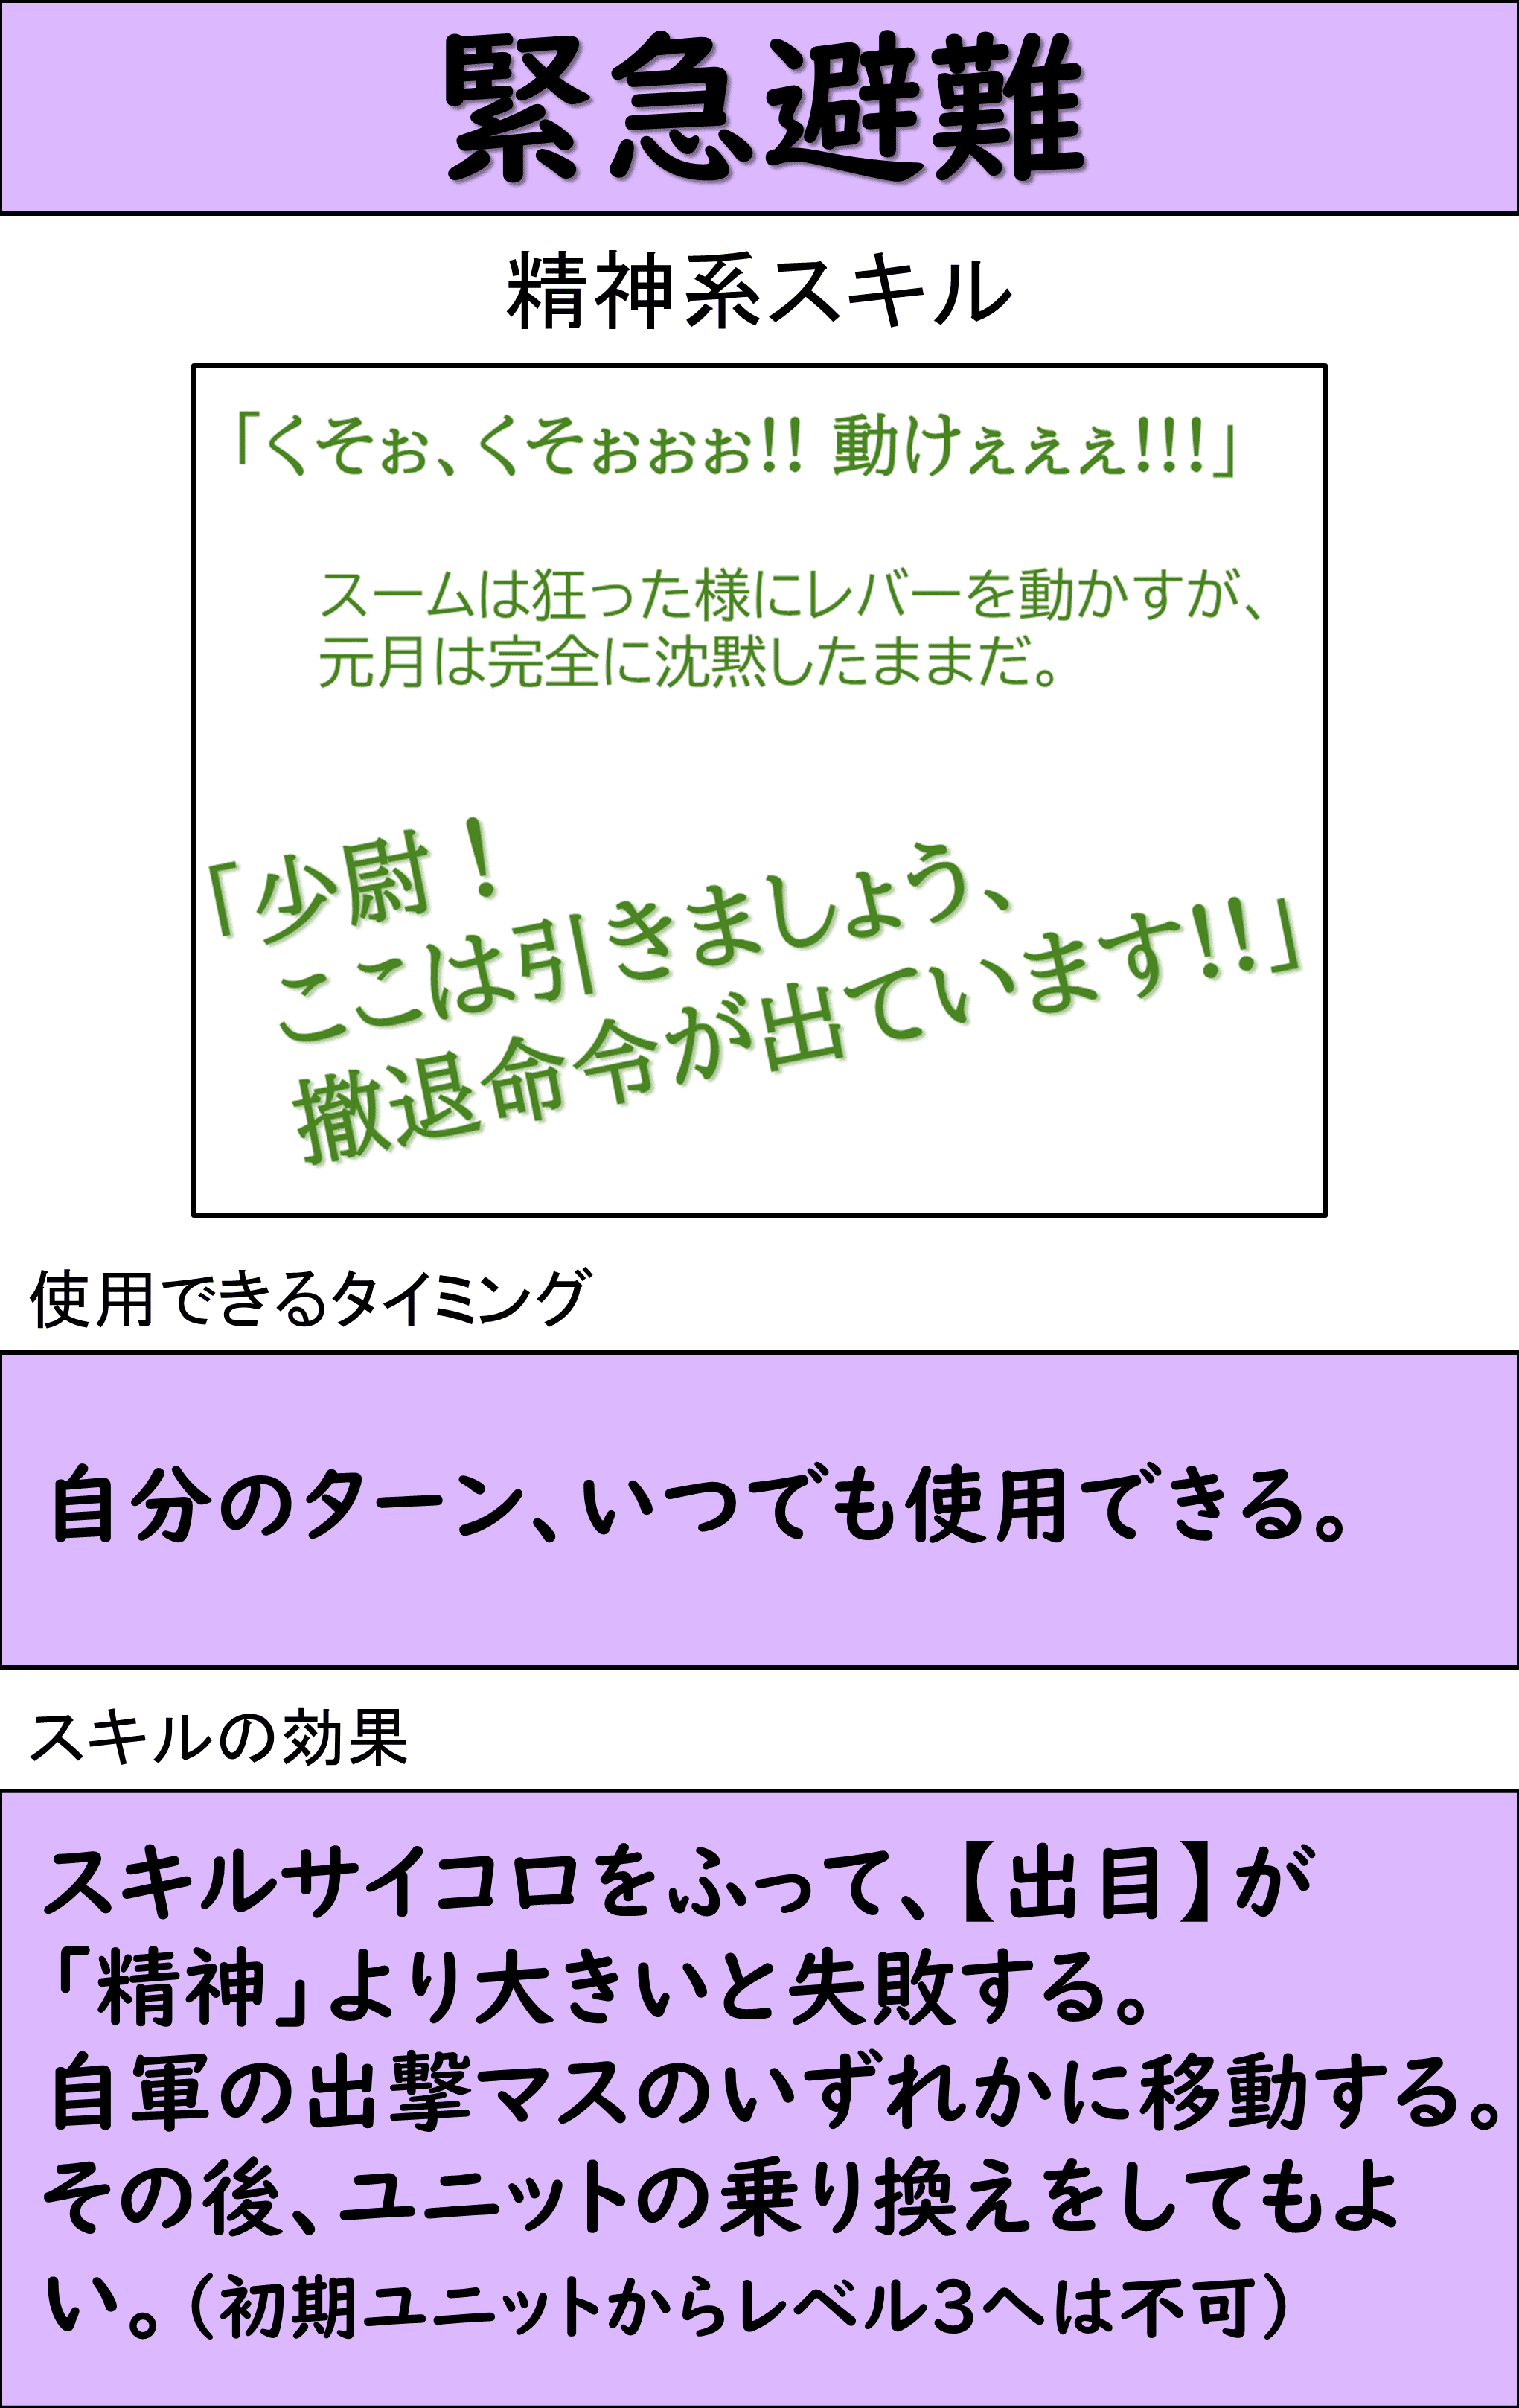 緊急避難
精神系スキル
「くそぉ、くそぉぉぉ!! 動けぇぇぇ!!!」
スームは狂った様にレバーを動かすが、
元月は完全に沈黙したままだ。
「少尉！
ここは引きましょう、
撤退命令が出ています!!」
使用できるタイミング
自分のターン、いつでも使用できる。
スキルの効果
スキルサイコロをふって、【出目】が
「精神」より大きいと失敗する。
自軍の出撃マスのいずれかに移動する。
その後、ユニットの乗り換えをしてもよ
い。（初期ユニットからレベル3へは不可）